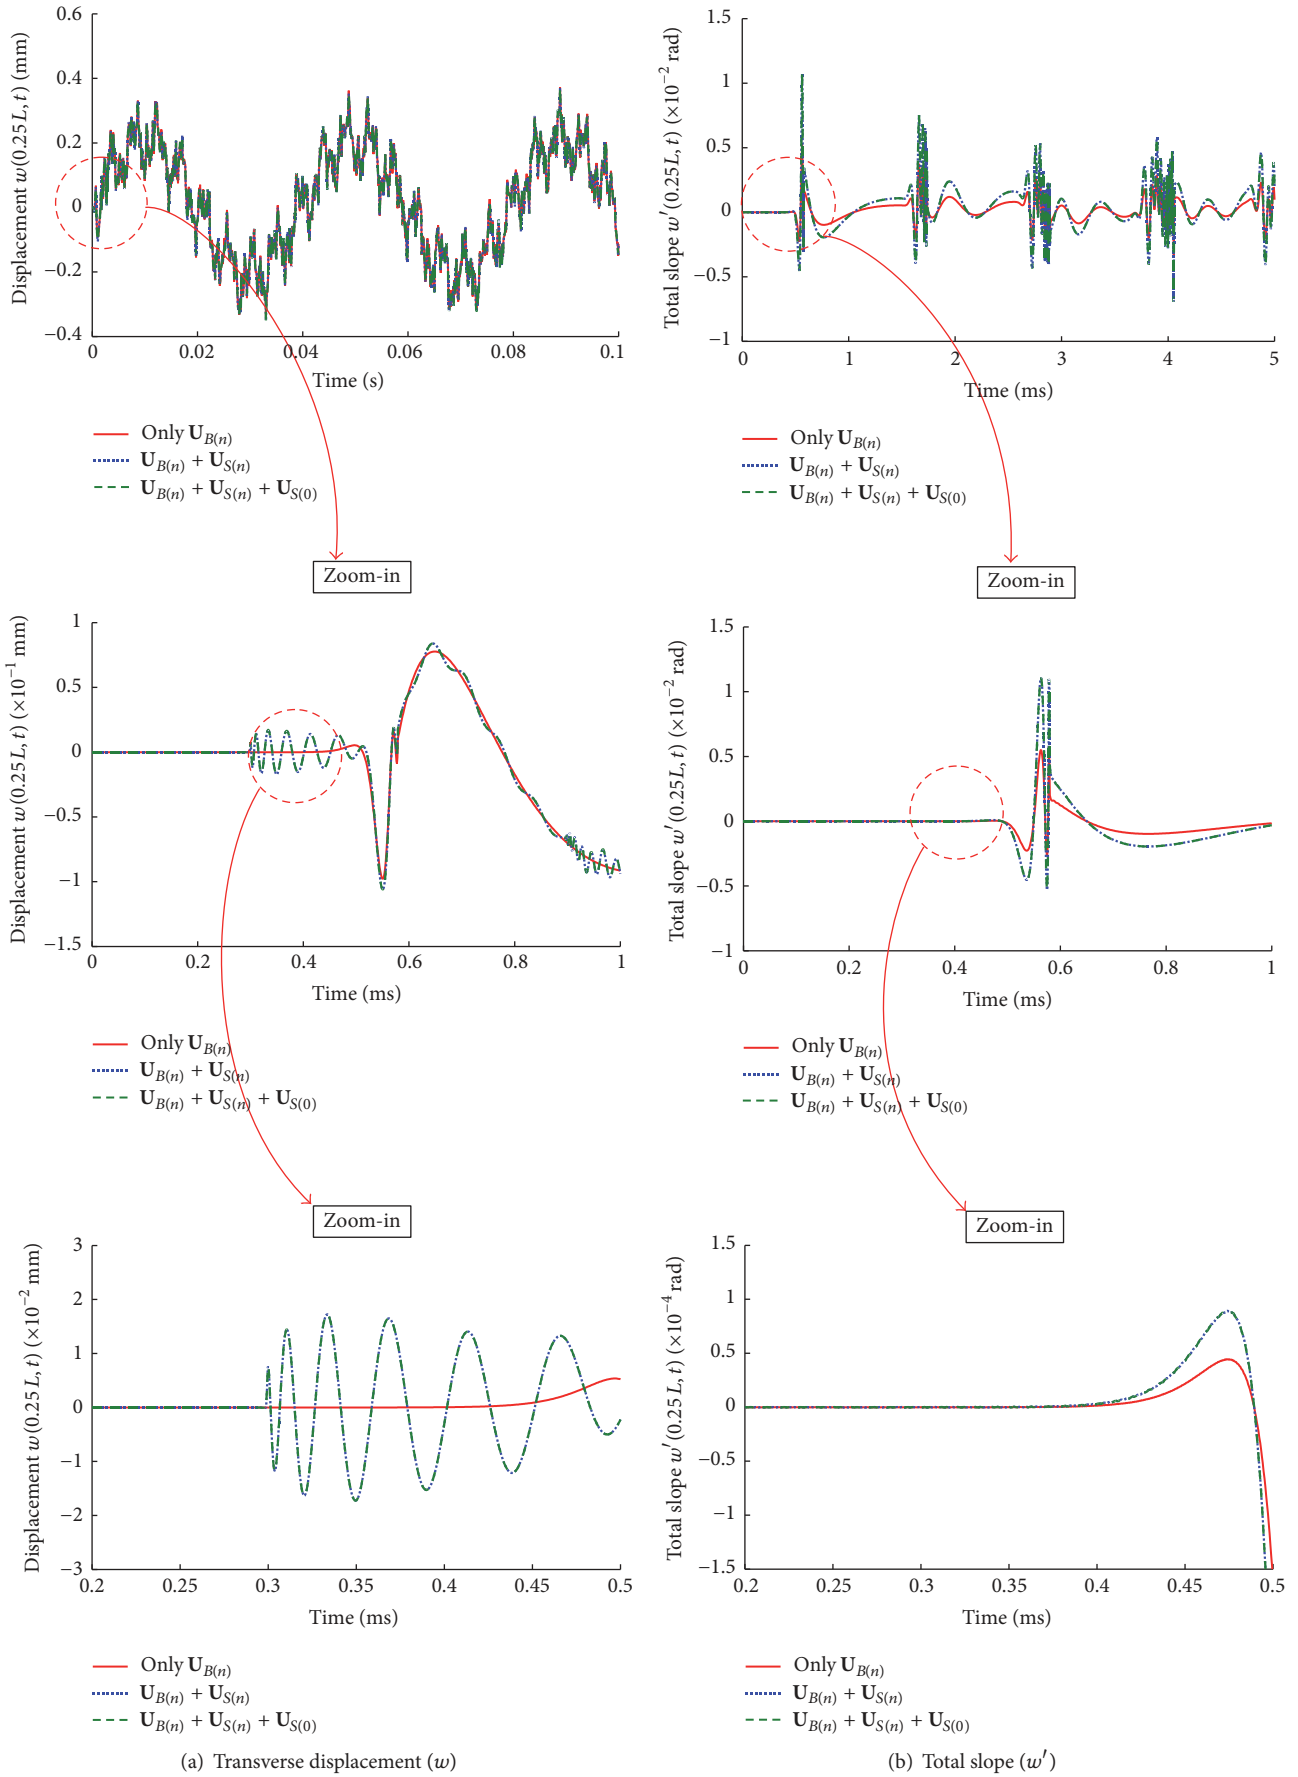 Displacement w(0.25L, t) (mm)
0.6
0.4
0.2
0
−0.2
−0.4
0 0.02 0.04 0.06 0.08 0.1
Time (s)
Only U_B(n)
U_B(n) + U_S(n)
U_B(n) + U_S(n) + U_S(0)
Zoom-in
Displacement w(0.25L, t) (×10⁻¹ mm)
1
0.5
0
−0.5
−1
−1.5
0 0.2 0.4 0.6 0.8 1
Time (ms)
Only U_B(n)
U_B(n) + U_S(n)
U_B(n) + U_S(n) + U_S(0)
Zoom-in
Displacement w(0.25L, t) (×10⁻² mm)
3
2
1
0
−1
−2
−3
0.2 0.25 0.3 0.35 0.4 0.45 0.5
Time (ms)
Only U_B(n)
U_B(n) + U_S(n)
U_B(n) + U_S(n) + U_S(0)
(a) Transverse displacement (w)
Total slope w′(0.25L, t) (×10⁻² rad)
1.5
1
0.5
0
−0.5
−1
0 1 2 3 4 5
Time (ms)
Only U_B(n)
U_B(n) + U_S(n)
U_B(n) + U_S(n) + U_S(0)
Zoom-in
Total slope w′(0.25L, t) (×10⁻² rad)
1.5
1
0.5
0
−0.5
−1
0 0.2 0.4 0.6 0.8 1
Time (ms)
Only U_B(n)
U_B(n) + U_S(n)
U_B(n) + U_S(n) + U_S(0)
Zoom-in
Total slope w′(0.25L, t) (×10⁻⁴ rad)
1.5
1
0.5
0
−0.5
−1
−1.5
0.2 0.25 0.3 0.35 0.4 0.45 0.5
Time (ms)
Only U_B(n)
U_B(n) + U_S(n)
U_B(n) + U_S(n) + U_S(0)
(b) Total slope (w′)